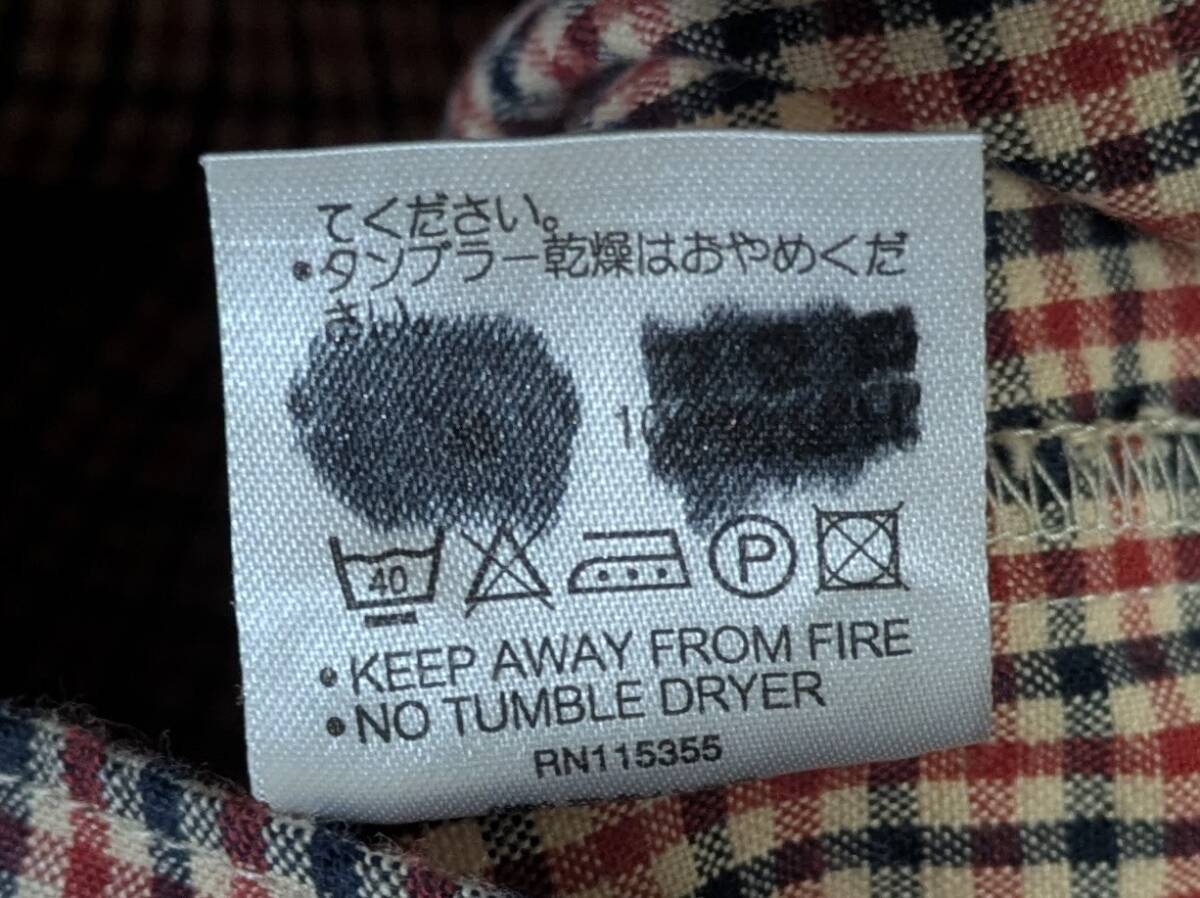 てください。
•タンブラー乾燥はおやめくだ
さい。
40
P
•KEEP AWAY FROM FIRE
•NO TUMBLE DRYER
RN115355